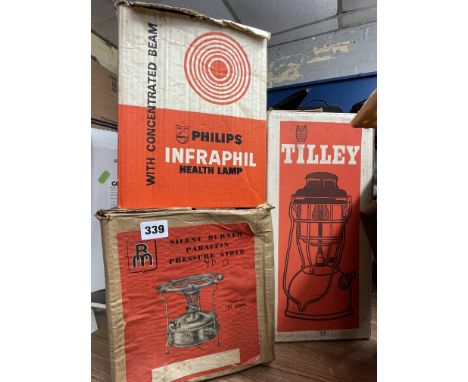 WITH CONCENTRATED BEAM
PHILIPS
INFRAPHIL
HEALTH LAMP
TILLEY
339
SILENT BURNER
PARAFFIN
PRESSURE STOVE